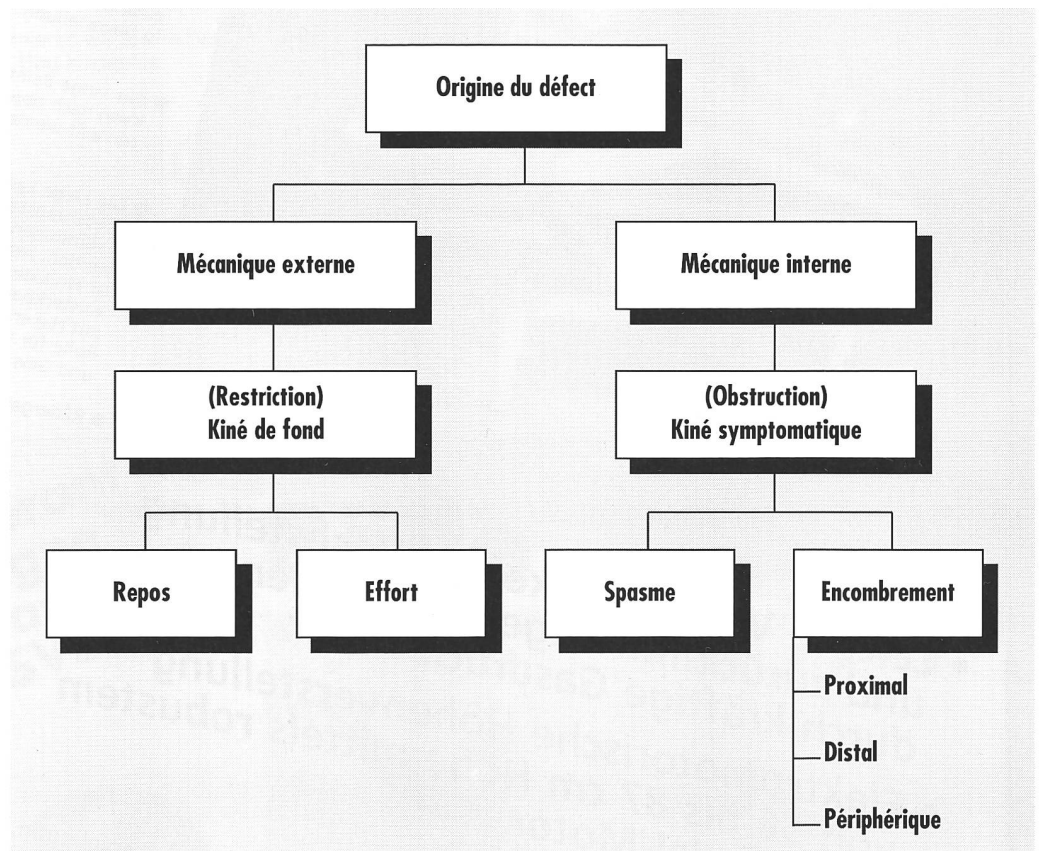 Origine du défect
Mécanique externe
Mécanique interne
(Restriction)
Kiné de fond
(Obstruction)
Kiné symptomatique
Repos
Effort
Spasme
Encombrement
Proximal
Distal
Périphérique